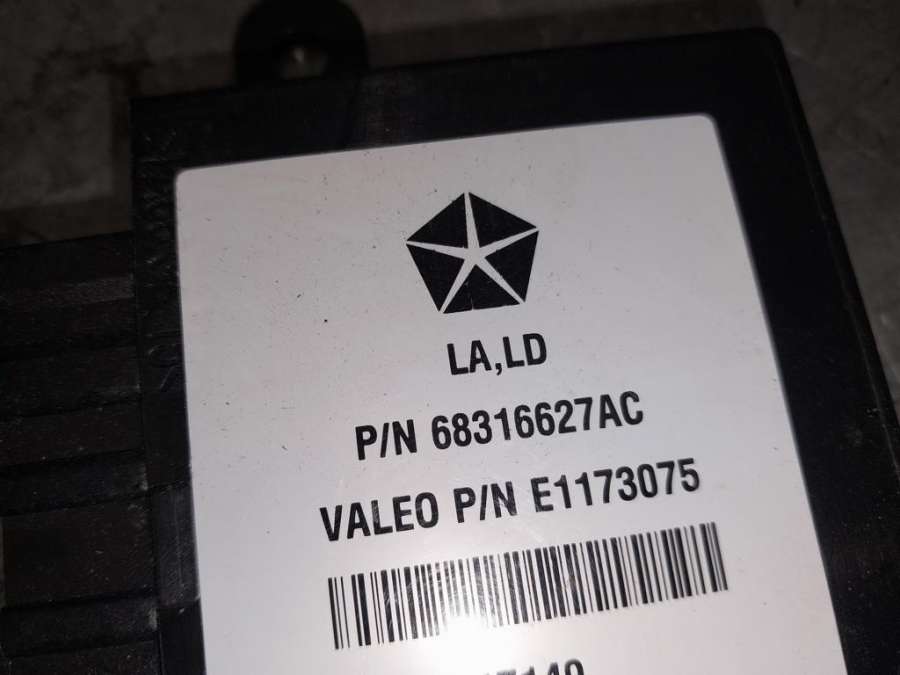 LA,LD
P/N 68316627AC
VALEO P/N E1173075